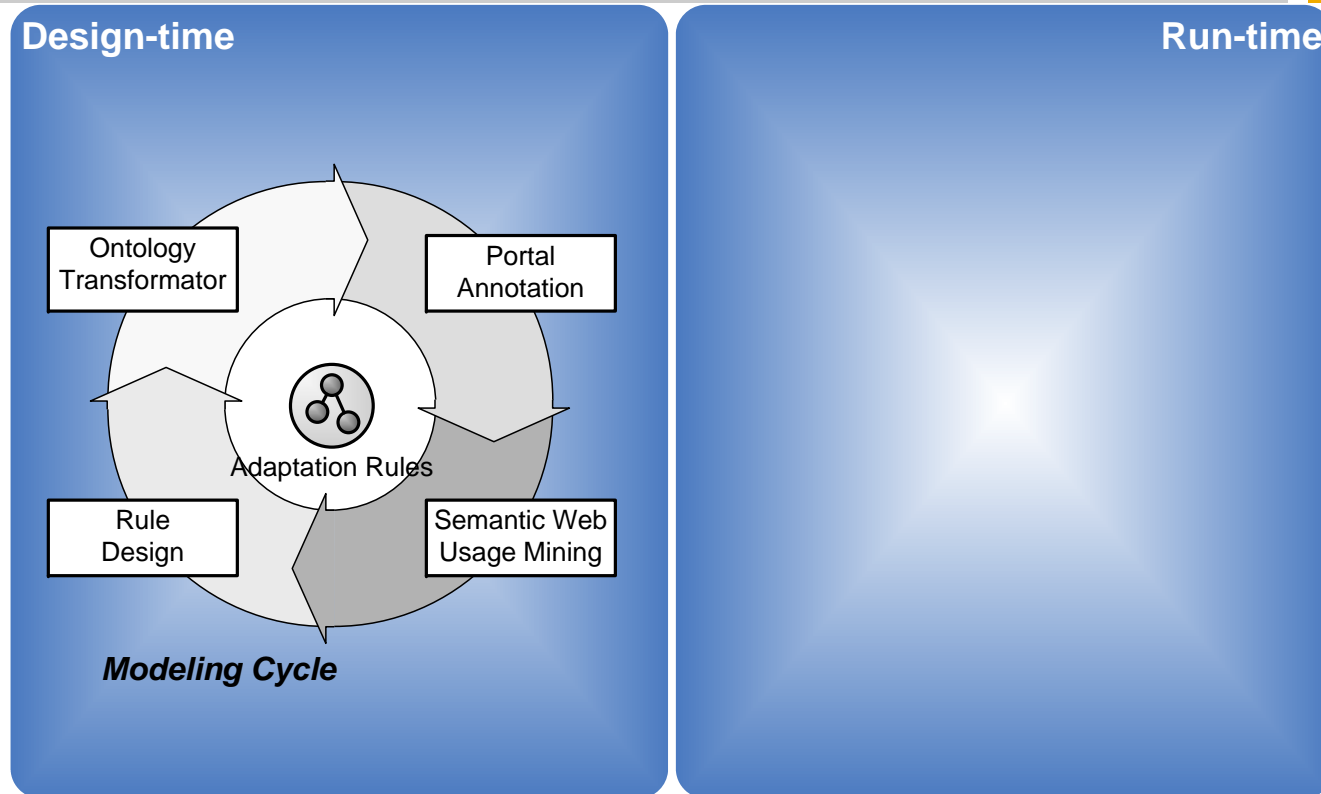 Design-time
Run-time
Ontology
Transformator
Portal
Annotation
Adaptation Rules
Rule
Design
Semantic Web
Usage Mining
Modeling Cycle